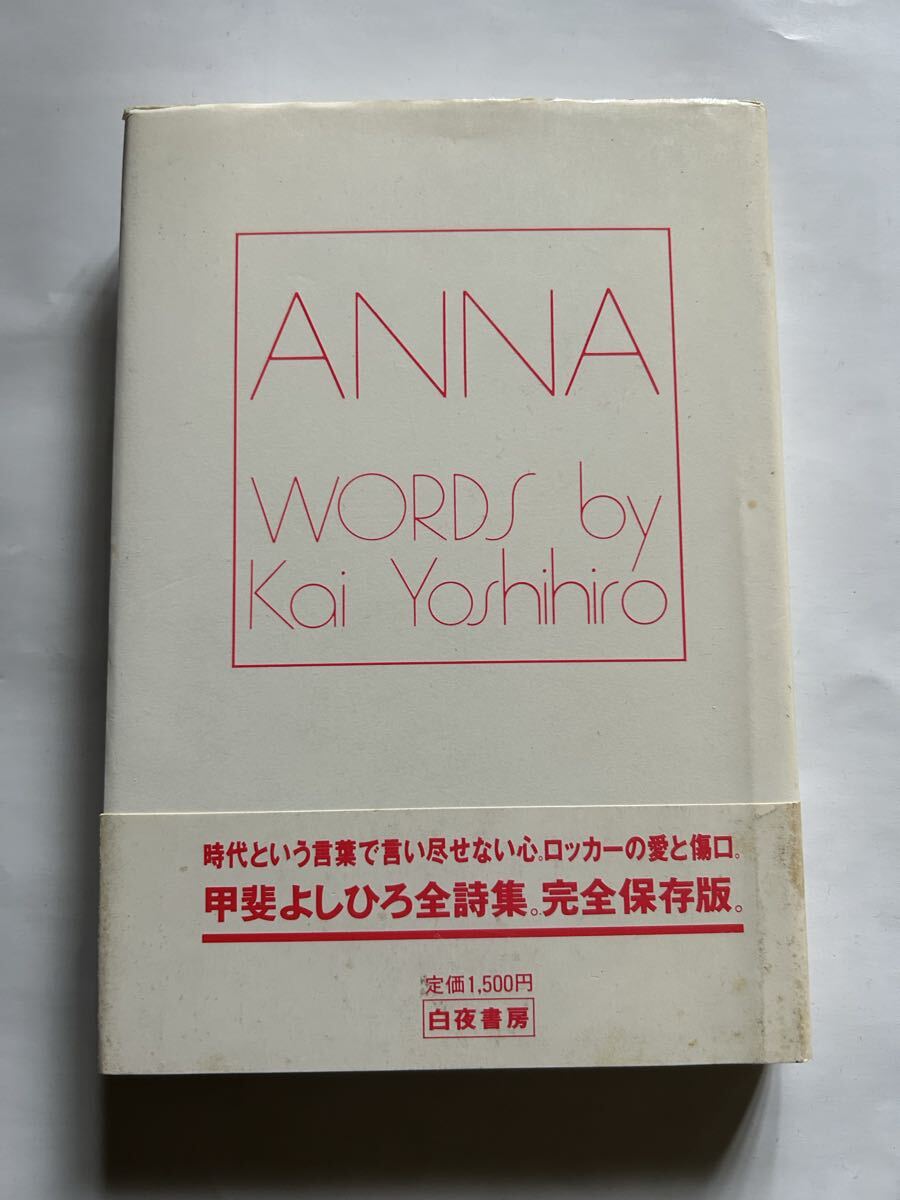 ANNA
WORDS by
Kai Yoshihiro
時代という言葉で言い尽せない心。ロッカーの愛と傷口。
甲斐よしひろ全詩集。完全保存版。
定価1,500円
白夜書房